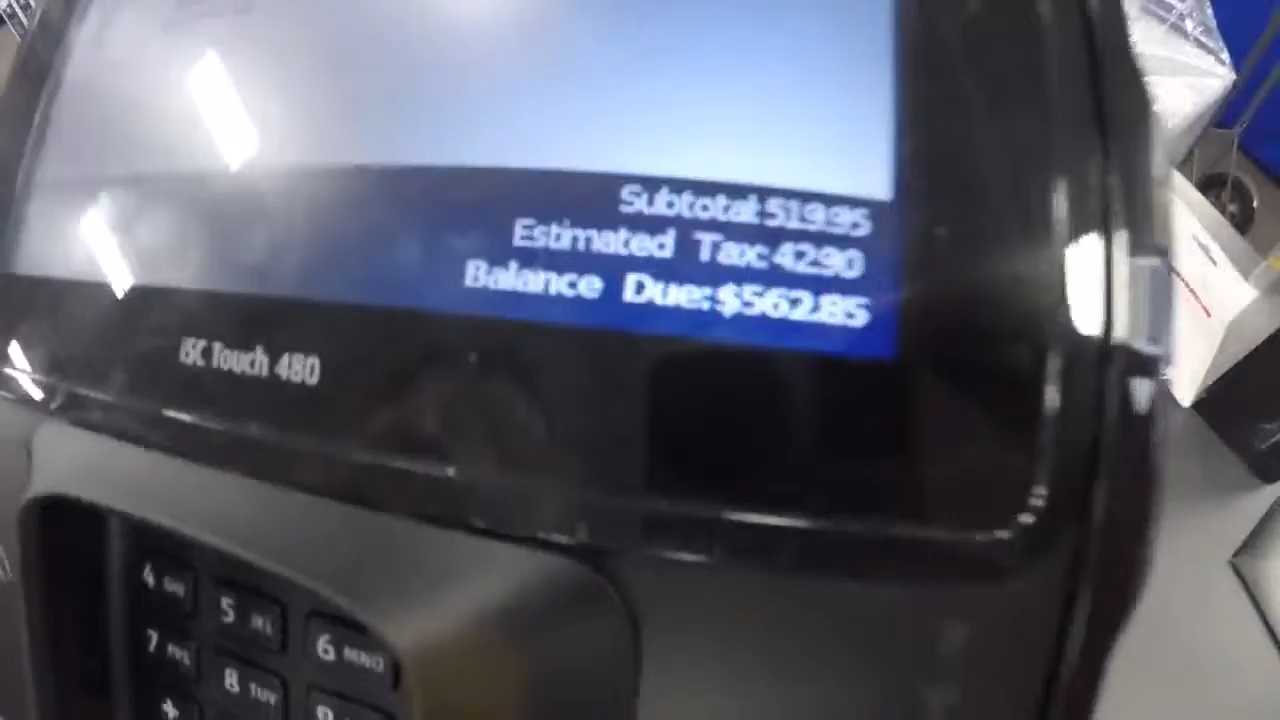 Subtotal: 519.95
Estimated Tax: 42.90
Balance Due: $562.85
iSC Touch 480
4 GHI
5 JKL
6 MNO
7 PRS
8 TUV